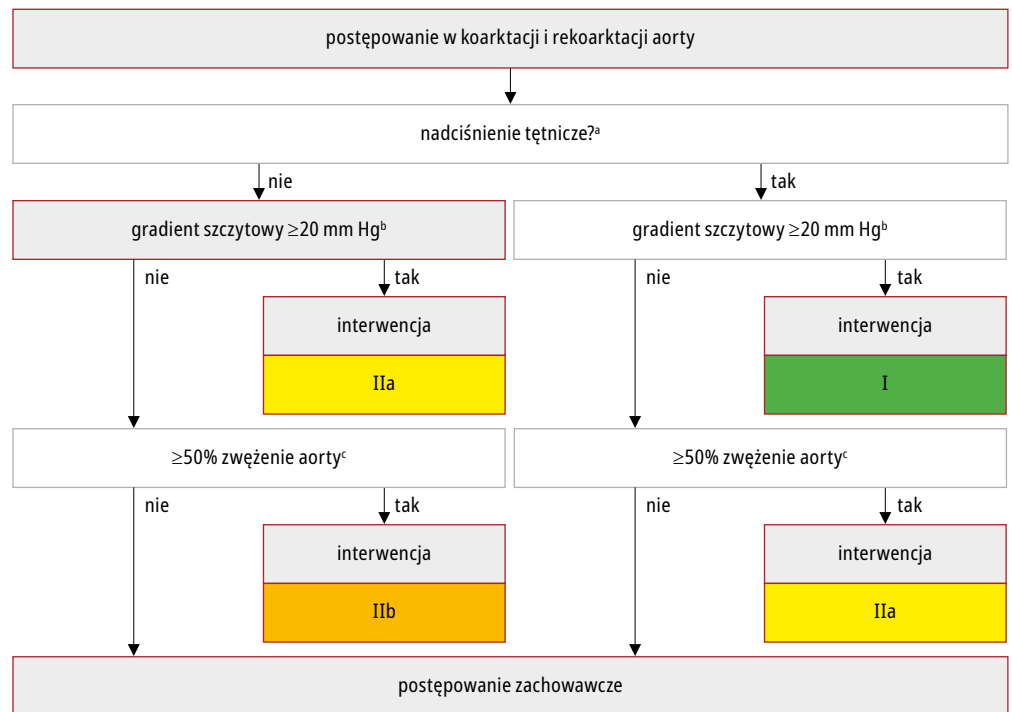 postępowanie w koarktacji i rekoarktacji aorty
nadciśnienie tętnicze?ᵃ
nie
tak
gradient szczytowy ≥20 mm Hgᵇ
gradient szczytowy ≥20 mm Hgᵇ
nie
tak
nie
tak
interwencja
interwencja
IIa
I
≥50% zwężenie aortyᶜ
≥50% zwężenie aortyᶜ
nie
tak
nie
tak
interwencja
interwencja
IIb
IIa
postępowanie zachowawcze